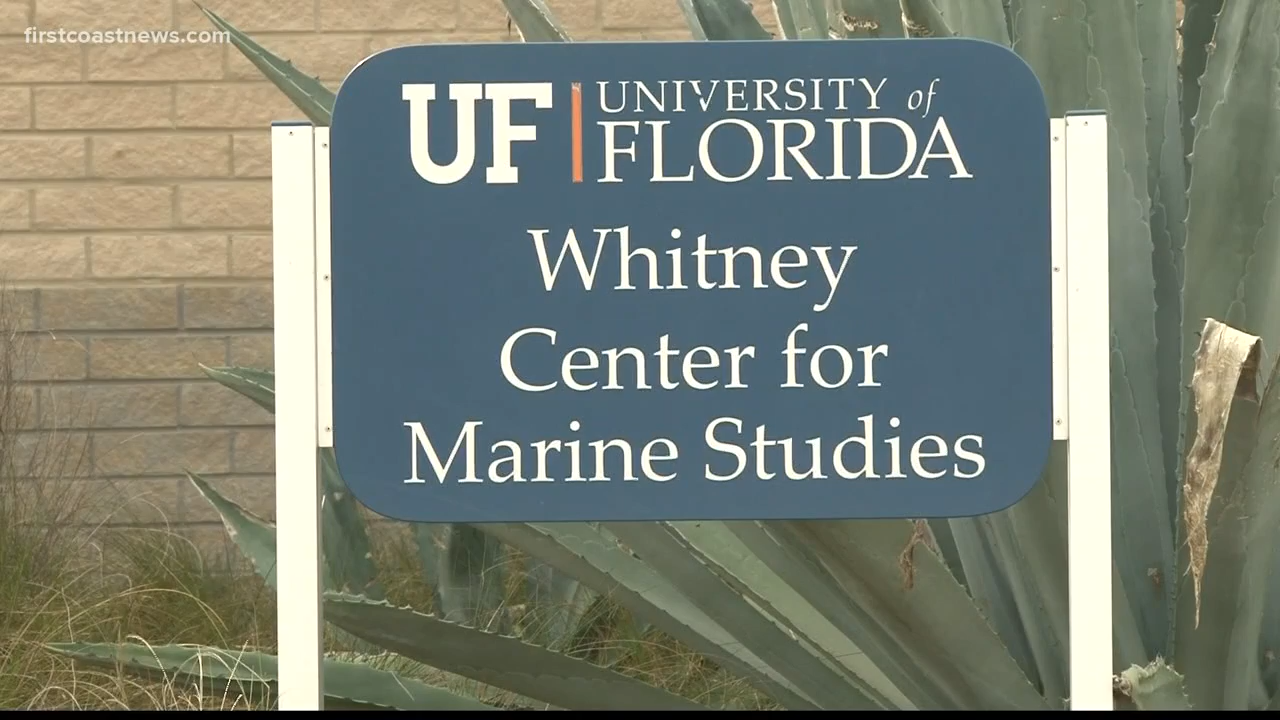 firstcoastnews.com
UF UNIVERSITY of
FLORIDA
Whitney
Center for
Marine Studies